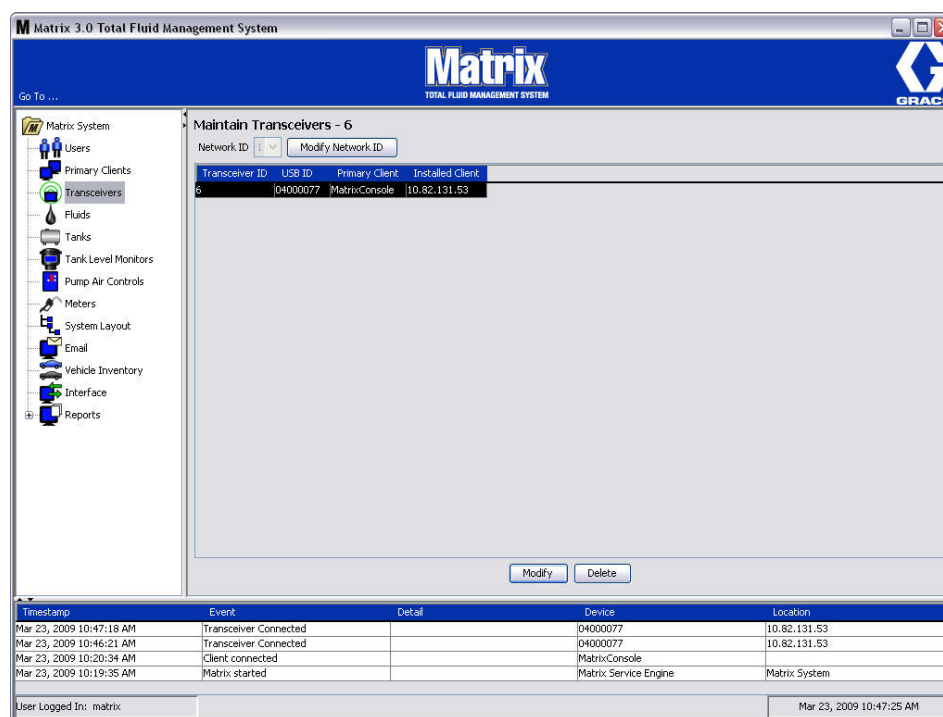 M Matrix 3.0 Total Fluid Management System
Matrix
TOTAL FLUID MANAGEMENT SYSTEM
Go To ...
GRACO
Matrix System
Users
Primary Clients
Transceivers
Fluids
Tanks
Tank Level Monitors
Pump Air Controls
Meters
System Layout
Email
Vehicle Inventory
Interface
Reports
Maintain Transceivers - 6
Network ID 1 Modify Network ID
Transceiver ID USB ID Primary Client Installed Client
6 04000077 MatrixConsole 10.82.131.53
Modify Delete
Timestamp Event Detail Device Location
Mar 23, 2009 10:47:18 AM Transceiver Connected 04000077 10.82.131.53
Mar 23, 2009 10:46:21 AM Transceiver Connected 04000077 10.82.131.53
Mar 23, 2009 10:20:34 AM Client connected MatrixConsole
Mar 23, 2009 10:19:35 AM Matrix started Matrix Service Engine Matrix System
User Logged In: matrix Mar 23, 2009 10:47:25 AM